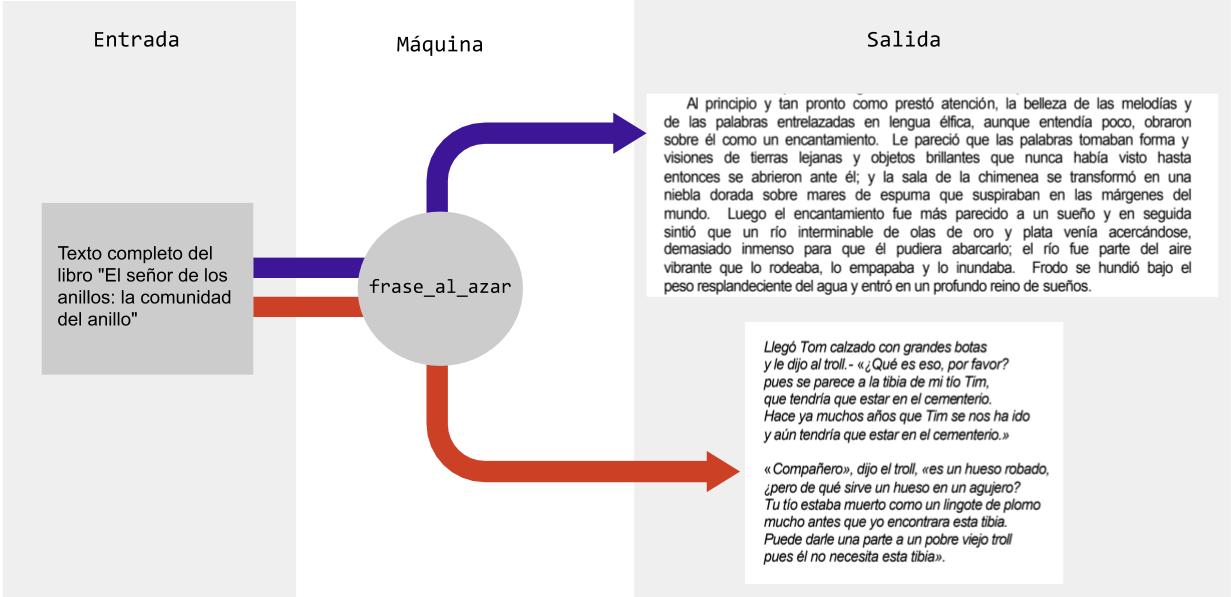 Entrada
Máquina
Salida
Texto completo del
libro "El señor de los
anillos: la comunidad
del anillo"
frase_al_azar
Al principio y tan pronto como prestó atención, la belleza de las melodías y
de las palabras entrelazadas en lengua élfica, aunque entendía poco, obraron
sobre él como un encantamiento. Le pareció que las palabras tomaban forma y
visiones de tierras lejanas y objetos brillantes que nunca había visto hasta
entonces se abrieron ante él; y la sala de la chimenea se transformó en una
niebla dorada sobre mares de espuma que suspiraban en las márgenes del
mundo. Luego el encantamiento fue más parecido a un sueño y en seguida
sintió que un río interminable de olas de oro y plata venía acercándose,
demasiado inmenso para que él pudiera abarcarlo; el río fue parte del aire
vibrante que lo rodeaba, lo empapaba y lo inundaba. Frodo se hundió bajo el
peso resplandeciente del agua y entró en un profundo reino de sueños.
Llegó Tom calzado con grandes botas
y le dijo al troll.- «¿Qué es eso, por favor?
pues se parece a la tibia de mi tío Tim,
que tendría que estar en el cementerio.
Hace ya muchos años que Tim se nos ha ido
y aún tendría que estar en el cementerio.»
«Compañero», dijo el troll, «es un hueso robado,
¿pero de qué sirve un hueso en un agujero?
Tu tío estaba muerto como un lingote de plomo
mucho antes que yo encontrara esta tibia.
Puede darle una parte a un pobre viejo troll
pues él no necesita esta tibia».